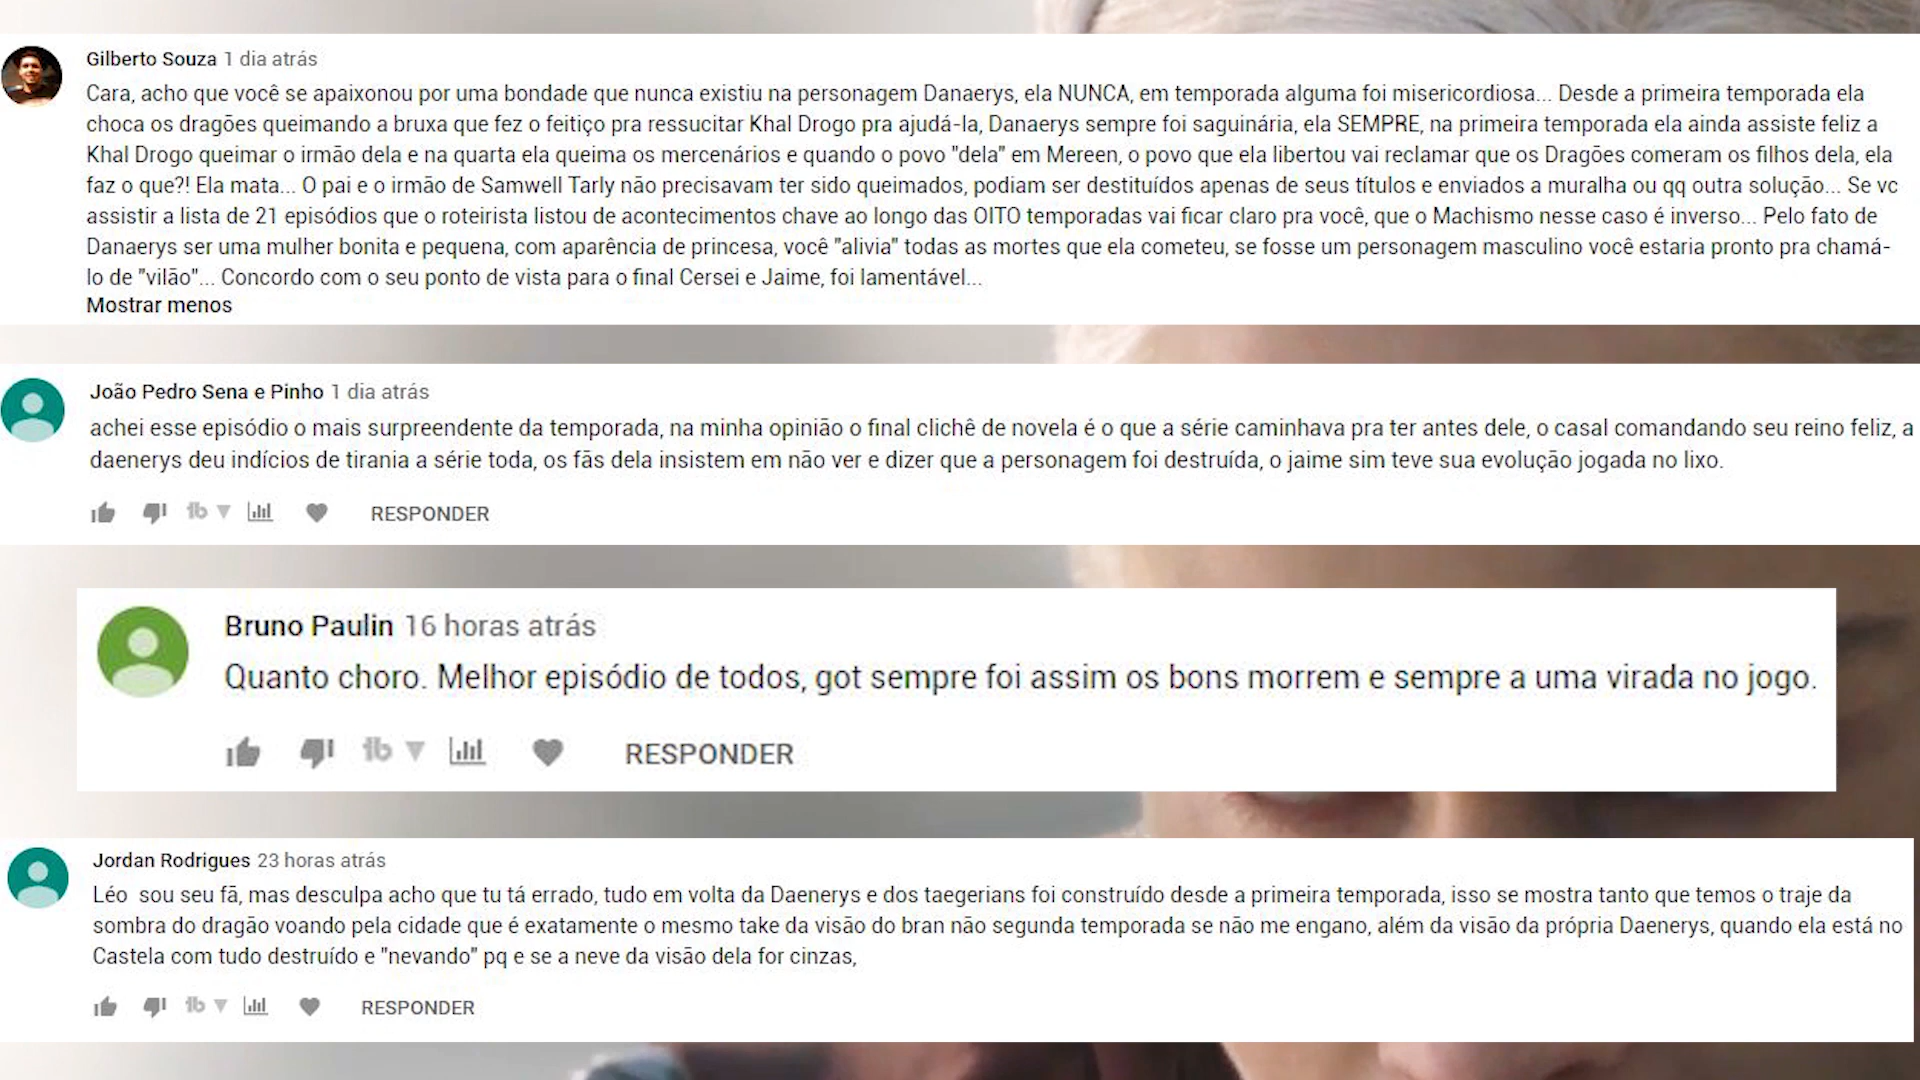 Gilberto Souza 1 dia atrás
Cara, acho que você se apaixonou por uma bondade que nunca existiu na personagem Danaerys, ela NUNCA, em temporada alguma foi misericordiosa... Desde a primeira temporada ela
choca os dragões queimando a bruxa que fez o feitiço pra ressucitar Khal Drogo pra ajudá-la, Danaerys sempre foi saguinária, ela SEMPRE, na primeira temporada ela ainda assiste feliz a
Khal Drogo queimar o irmão dela e na quarta ela queima os mercenários e quando o povo "dela" em Mereen, o povo que ela libertou vai reclamar que os Dragões comeram os filhos dela, ela
faz o que?! Ela mata... O pai e o irmão de Samwell Tarly não precisavam ter sido queimados, podiam ser destituídos apenas de seus títulos e enviados a muralha ou qq outra solução... Se vc
assistir a lista de 21 episódios que o roteirista listou de acontecimentos chave ao longo das OITO temporadas vai ficar claro pra você, que o Machismo nesse caso é inverso... Pelo fato de
Danaerys ser uma mulher bonita e pequena, com aparência de princesa, você "alivia" todas as mortes que ela cometeu, se fosse um personagem masculino você estaria pronto pra chamá-
lo de "vilão"... Concordo com o seu ponto de vista para o final Cersei e Jaime, foi lamentável...
Mostrar menos
João Pedro Sena e Pinho 1 dia atrás
achei esse episódio o mais surpreendente da temporada, na minha opinião o final clichê de novela é o que a série caminhava pra ter antes dele, o casal comandando seu reino feliz, a
daenerys deu indícios de tirania a série toda, os fãs dela insistem em não ver e dizer que a personagem foi destruída, o jaime sim teve sua evolução jogada no lixo.
tb RESPONDER
Bruno Paulin 16 horas atrás
Quanto choro. Melhor episódio de todos, got sempre foi assim os bons morrem e sempre a uma virada no jogo.
tb RESPONDER
Jordan Rodrigues 23 horas atrás
Léo sou seu fã, mas desculpa acho que tu tá errado, tudo em volta da Daenerys e dos taegerians foi construído desde a primeira temporada, isso se mostra tanto que temos o traje da
sombra do dragão voando pela cidade que é exatamente o mesmo take da visão do bran não segunda temporada se não me engano, além da visão da própria Daenerys, quando ela está no
Castela com tudo destruído e "nevando" pq e se a neve da visão dela for cinzas,
tb RESPONDER